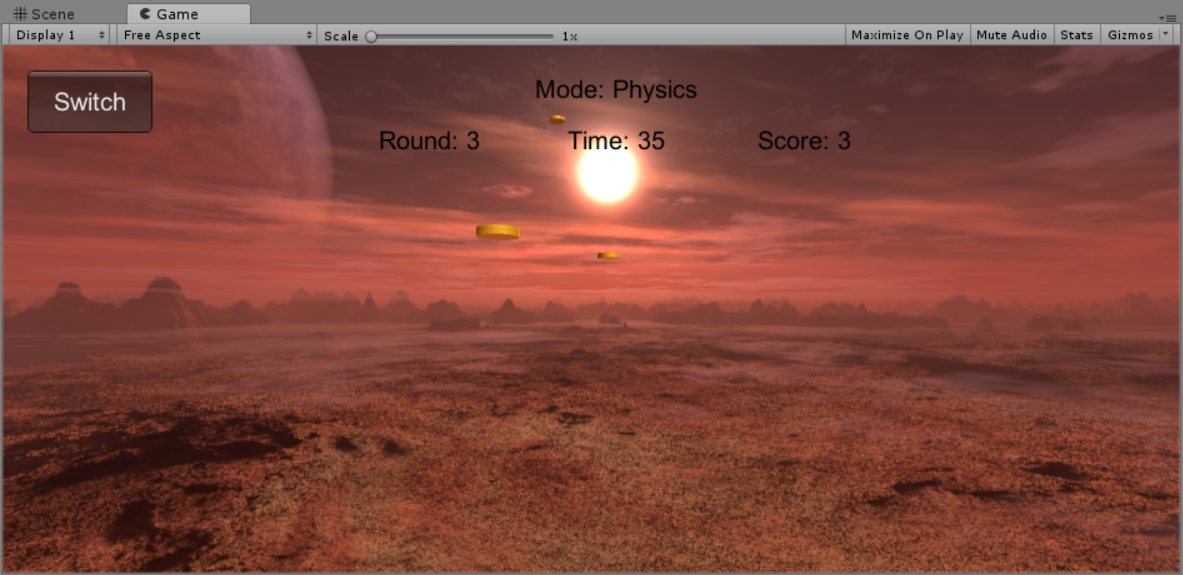 Scene Game
Display 1 Free Aspect Scale 1x Maximize On Play Mute Audio Stats Gizmos
Switch
Mode: Physics
Round: 3 Time: 35 Score: 3